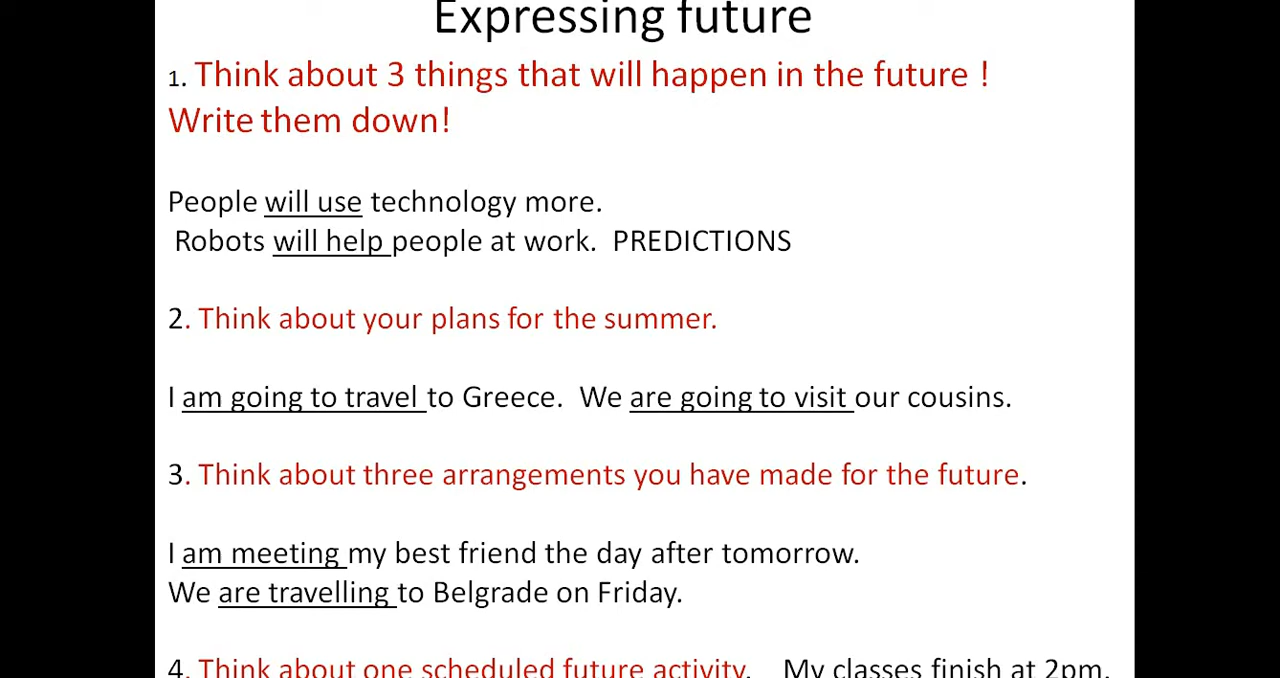 Expressing future
1. Think about 3 things that will happen in the future !
Write them down!
People will use technology more.
Robots will help people at work. PREDICTIONS
2. Think about your plans for the summer.
I am going to travel to Greece. We are going to visit our cousins.
3. Think about three arrangements you have made for the future.
I am meeting my best friend the day after tomorrow.
We are travelling to Belgrade on Friday.
4. Think about one scheduled future activity. My classes finish at 2pm.